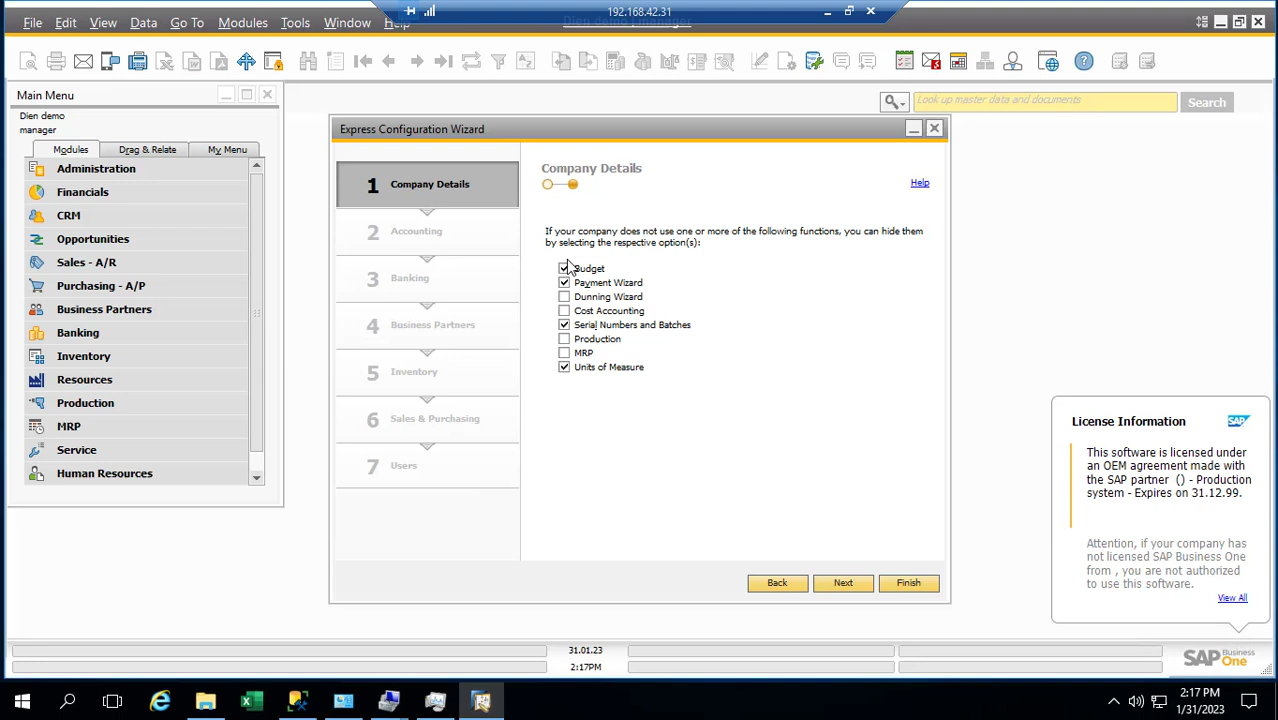 192.168.42.31
File Edit View Data Go To Modules Tools Window Help
Dien demo | manager
Main Menu
Dien demo
manager
Modules Drag & Relate My Menu
Administration
Financials
CRM
Opportunities
Sales - A/R
Purchasing - A/P
Business Partners
Banking
Inventory
Resources
Production
MRP
Service
Human Resources
Look up master data and documents
Search
Express Configuration Wizard
1 Company Details
2 Accounting
3 Banking
4 Business Partners
5 Inventory
6 Sales & Purchasing
7 Users
Company Details
Help
If your company does not use one or more of the following functions, you can hide them
by selecting the respective option(s):
Budget
Payment Wizard
Dunning Wizard
Cost Accounting
Serial Numbers and Batches
Production
MRP
Units of Measure
Back Next Finish
License Information
SAP
This software is licensed under
an OEM agreement made with
the SAP partner () - Production
system - Expires on 31.12.99.
Attention, if your company has
not licensed SAP Business One
from , you are not authorized
to use this software.
View All
31.01.23
2:17PM
SAP Business One
2:17 PM
1/31/2023